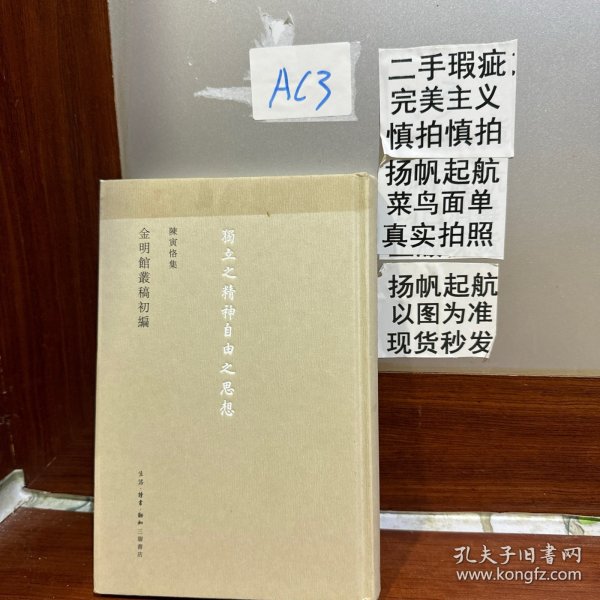 AC3
二手瑕疵
完美主义
慎拍慎拍
扬帆起航
菜鸟面单
真实拍照
扬帆起航
以图为准
现货秒发
獨立之精神自由之思想
陳寅恪集
金明館叢稿初編
生活·讀書·新知三聯書店
孔夫子旧书网
www.kongfz.com